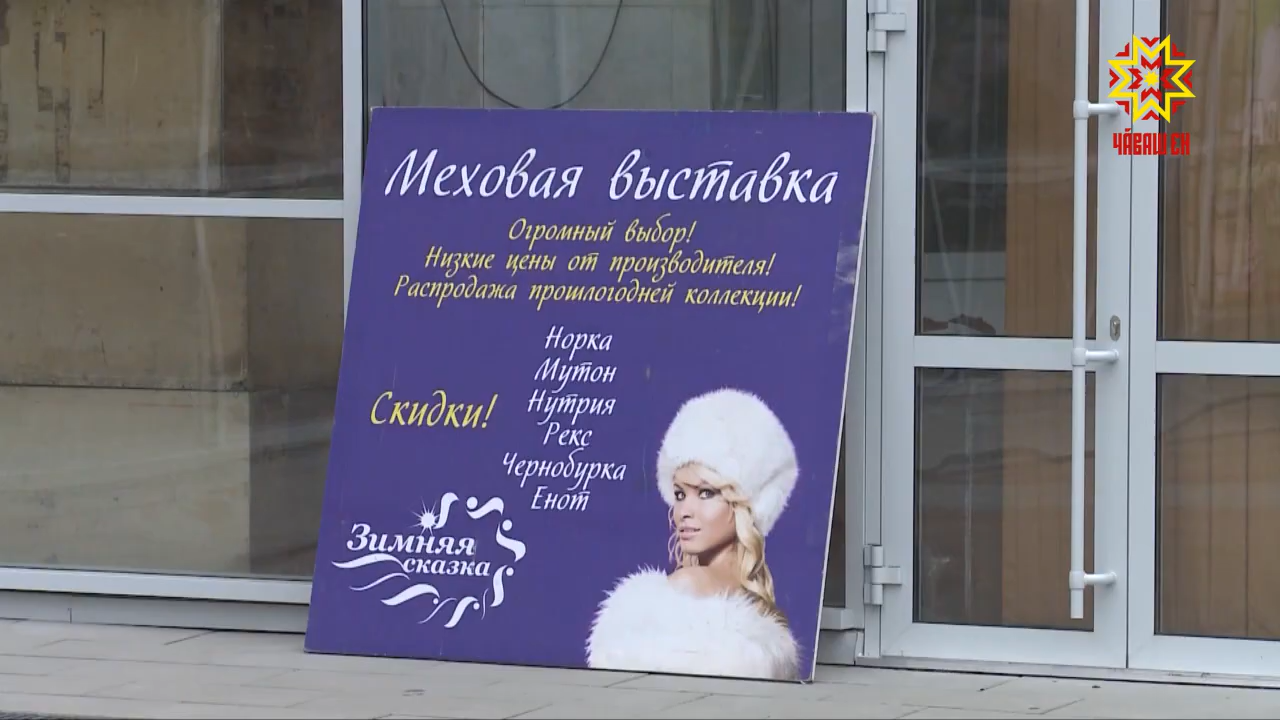 ЧӐВАШ ЕН
Меховая выставка
Огромный выбор!
Низкие цены от производителя!
Распродажа прошлогодней коллекции!
Норка
Мутон
Нутрия
Рекс
Чернобурка
Енот
Скидки!
Зимняя
сказка